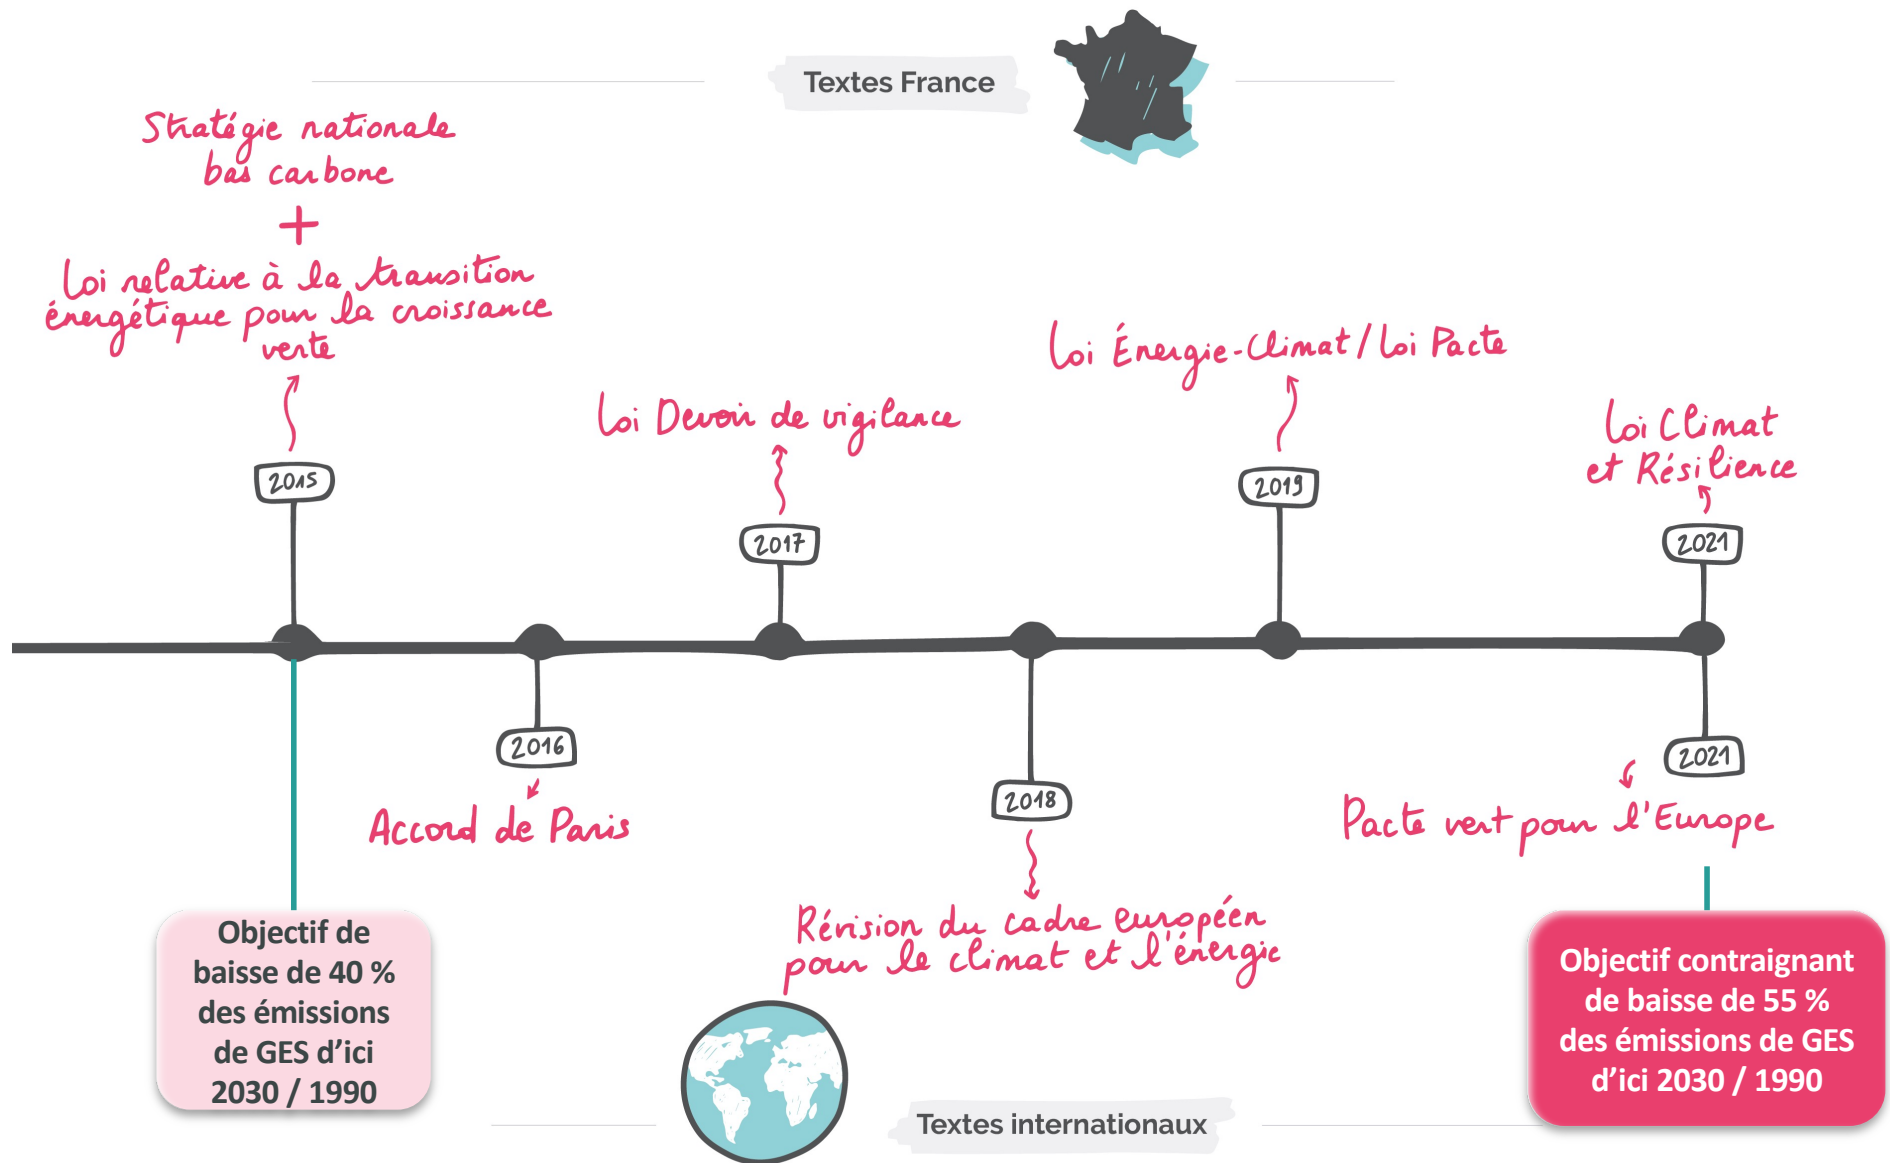 Textes France
Stratégie nationale
bas carbone
+
Loi relative à la transition
énergétique pour la croissance
verte
2015
Loi Devoir de vigilance
2017
Loi Énergie-Climat / Loi Pacte
2019
Loi Climat
et Résilience
2021
2016
Accord de Paris
2018
Révision du cadre européen
pour le climat et l'énergie
2021
Pacte vert pour l'Europe
Objectif de
baisse de 40 %
des émissions
de GES d’ici
2030 / 1990
Objectif contraignant
de baisse de 55 %
des émissions de GES
d’ici 2030 / 1990
Textes internationaux